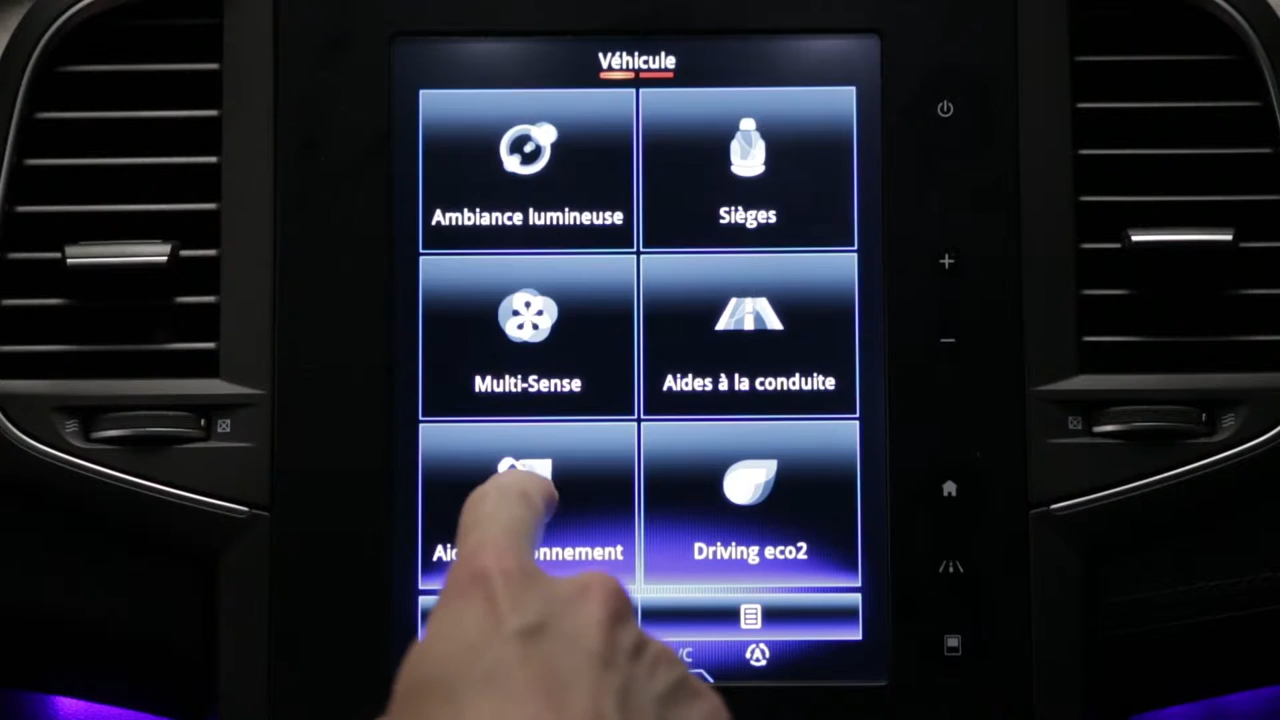 Véhicule
Ambiance lumineuse
Sièges
Multi-Sense
Aides à la conduite
Driving eco2